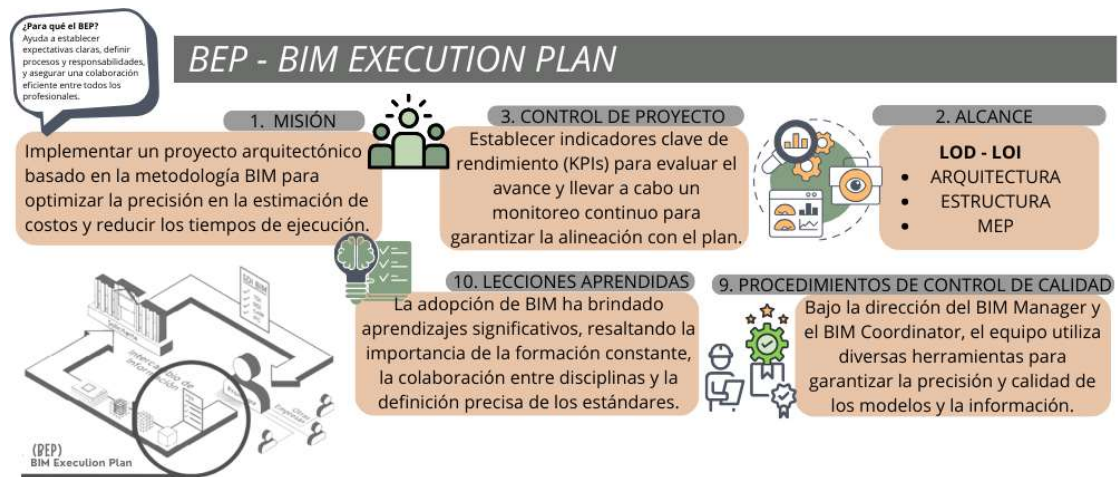 ¿Para qué el BEP?
Ayuda a establecer
expectativas claras, definir
procesos y responsabilidades,
y asegurar una colaboración
eficiente entre todos los
profesionales.
BEP - BIM EXECUTION PLAN
1. MISIÓN
Implementar un proyecto arquitectónico
basado en la metodología BIM para
optimizar la precisión en la estimación de
costos y reducir los tiempos de ejecución.
3. CONTROL DE PROYECTO
Establecer indicadores clave de
rendimiento (KPIs) para evaluar el
avance y llevar a cabo un
monitoreo continuo para
garantizar la alineación con el plan.
2. ALCANCE
LOD - LOI
• ARQUITECTURA
• ESTRUCTURA
• MEP
10. LECCIONES APRENDIDAS
La adopción de BIM ha brindado
aprendizajes significativos, resaltando la
importancia de la formación constante,
la colaboración entre disciplinas y la
definición precisa de los estándares.
9. PROCEDIMIENTOS DE CONTROL DE CALIDAD
Bajo la dirección del BIM Manager y
el BIM Coordinator, el equipo utiliza
diversas herramientas para
garantizar la precisión y calidad de
los modelos y la información.
Intercambio de
Información
(BEP)
BIM Execution Plan